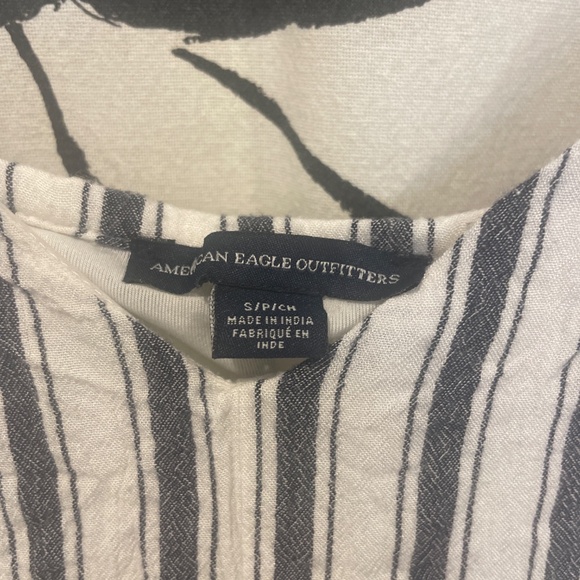 AMERICAN EAGLE OUTFITTERS
S/P/CH
MADE IN INDIA
FABRIQUÉ EN
INDE